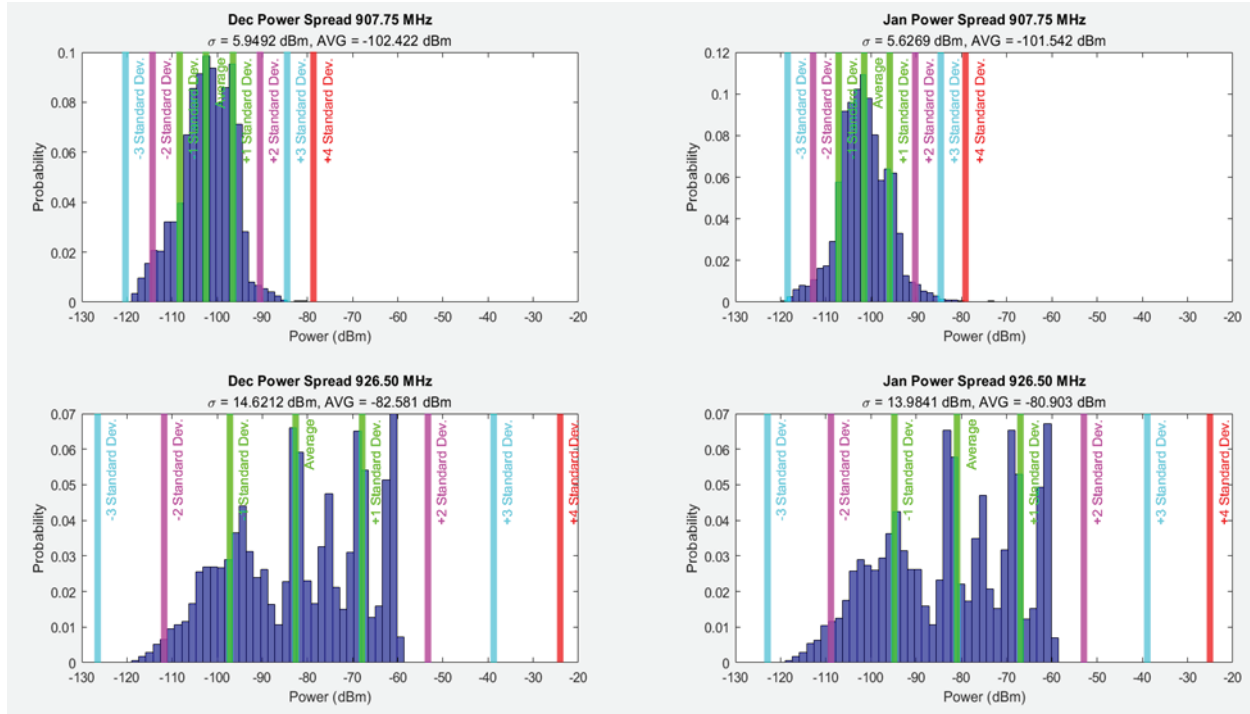 Dec Power Spread 907.75 MHz
σ = 5.9492 dBm, AVG = -102.422 dBm
0.1
0.08
0.06
0.04
0.02
0
Probability
-3 Standard Dev.
-2 Standard Dev.
-1 Standard Dev.
Average
+1 Standard Dev.
+2 Standard Dev.
+3 Standard Dev.
+4 Standard Dev.
-130 -120 -110 -100 -90 -80 -70 -60 -50 -40 -30 -20
Power (dBm)
Jan Power Spread 907.75 MHz
σ = 5.6269 dBm, AVG = -101.542 dBm
0.12
0.1
0.08
0.06
0.04
0.02
0
Probability
-3 Standard Dev.
-2 Standard Dev.
-1 Standard Dev.
Average
+1 Standard Dev.
+2 Standard Dev.
+3 Standard Dev.
+4 Standard Dev.
-130 -120 -110 -100 -90 -80 -70 -60 -50 -40 -30 -20
Power (dBm)
Dec Power Spread 926.50 MHz
σ = 14.6212 dBm, AVG = -82.581 dBm
0.07
0.06
0.05
0.04
0.03
0.02
0.01
0
Probability
-3 Standard Dev.
-2 Standard Dev.
-1 Standard Dev.
Average
+1 Standard Dev.
+2 Standard Dev.
+3 Standard Dev.
+4 Standard Dev.
-130 -120 -110 -100 -90 -80 -70 -60 -50 -40 -30 -20
Power (dBm)
Jan Power Spread 926.50 MHz
σ = 13.9841 dBm, AVG = -80.903 dBm
0.07
0.06
0.05
0.04
0.03
0.02
0.01
0
Probability
-3 Standard Dev.
-2 Standard Dev.
-1 Standard Dev.
Average
+1 Standard Dev.
+2 Standard Dev.
+3 Standard Dev.
+4 Standard Dev.
-130 -120 -110 -100 -90 -80 -70 -60 -50 -40 -30 -20
Power (dBm)